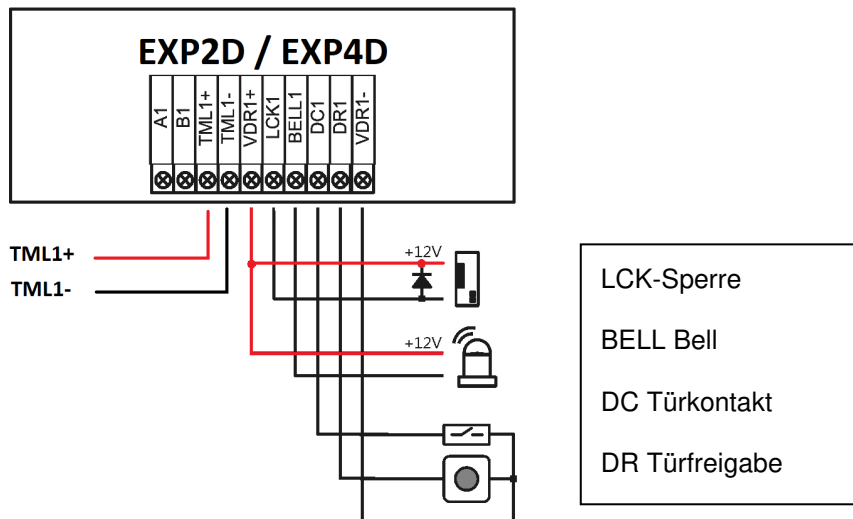 EXP2D / EXP4D
A1
B1
TML1+
TML1-
VDR1+
LCK1
BELL1
DC1
DR1
VDR1-
TML1+
TML1-
+12V
+12V
LCK-Sperre
BELL Bell
DC Türkontakt
DR Türfreigabe